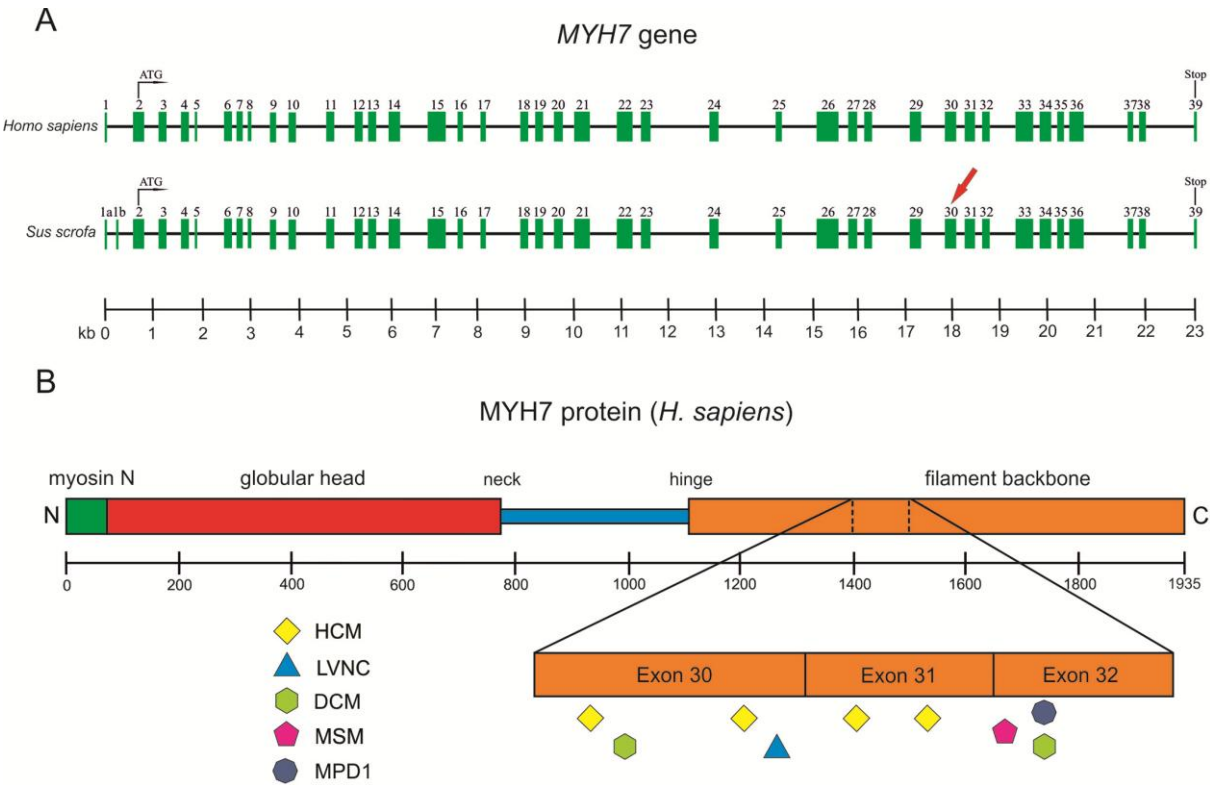 A
MYH7 gene
ATG
Stop
1 2 3 4 5 6 7 8 9 10 11 12 13 14 15 16 17 18 19 20 21 22 23 24 25 26 27 28 29 30 31 32 33 34 35 36 37 38 39
Homo sapiens
ATG
Stop
1a 1b 2 3 4 5 6 7 8 9 10 11 12 13 14 15 16 17 18 19 20 21 22 23 24 25 26 27 28 29 30 31 32 33 34 35 36 37 38 39
Sus scrofa
kb 0 1 2 3 4 5 6 7 8 9 10 11 12 13 14 15 16 17 18 19 20 21 22 23
B
MYH7 protein (H. sapiens)
myosin N globular head neck hinge filament backbone
N C
0 200 400 600 800 1000 1200 1400 1600 1800 1935
HCM
LVNC
DCM
MSM
MPD1
Exon 30 Exon 31 Exon 32